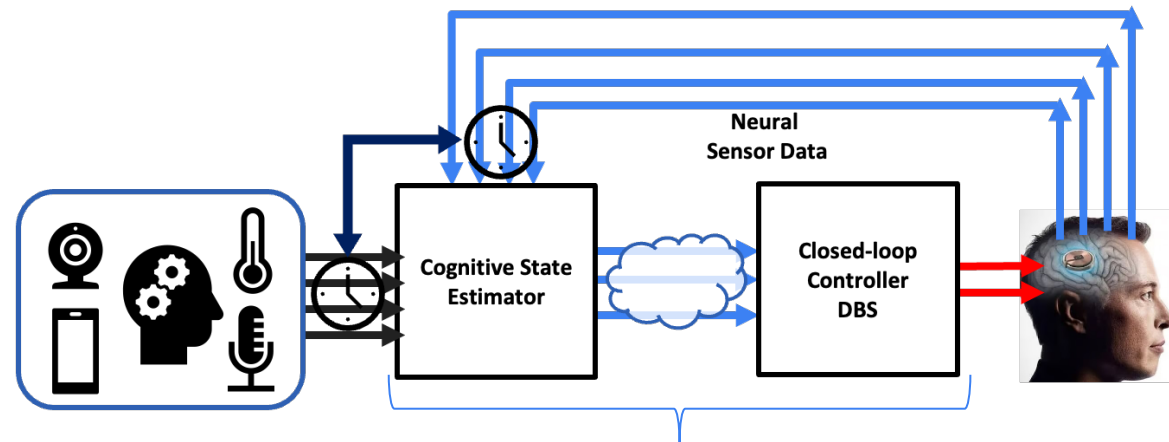 Neural
Sensor Data
Cognitive State
Estimator
Closed-loop
Controller
DBS